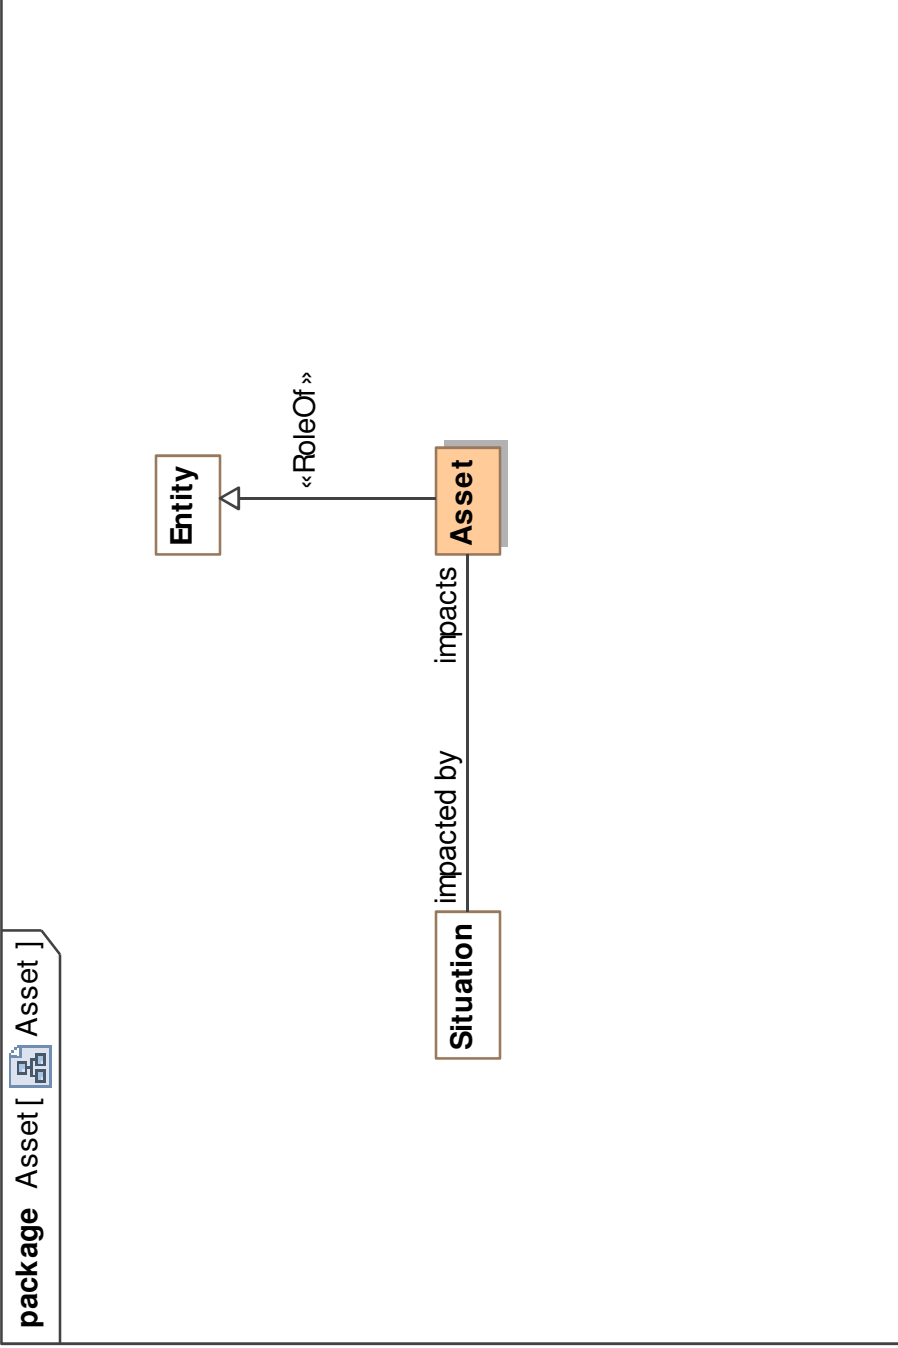 package Asset [ Asset ]
Entity
«RoleOf»
Situation
impacted by
impacts
Asset